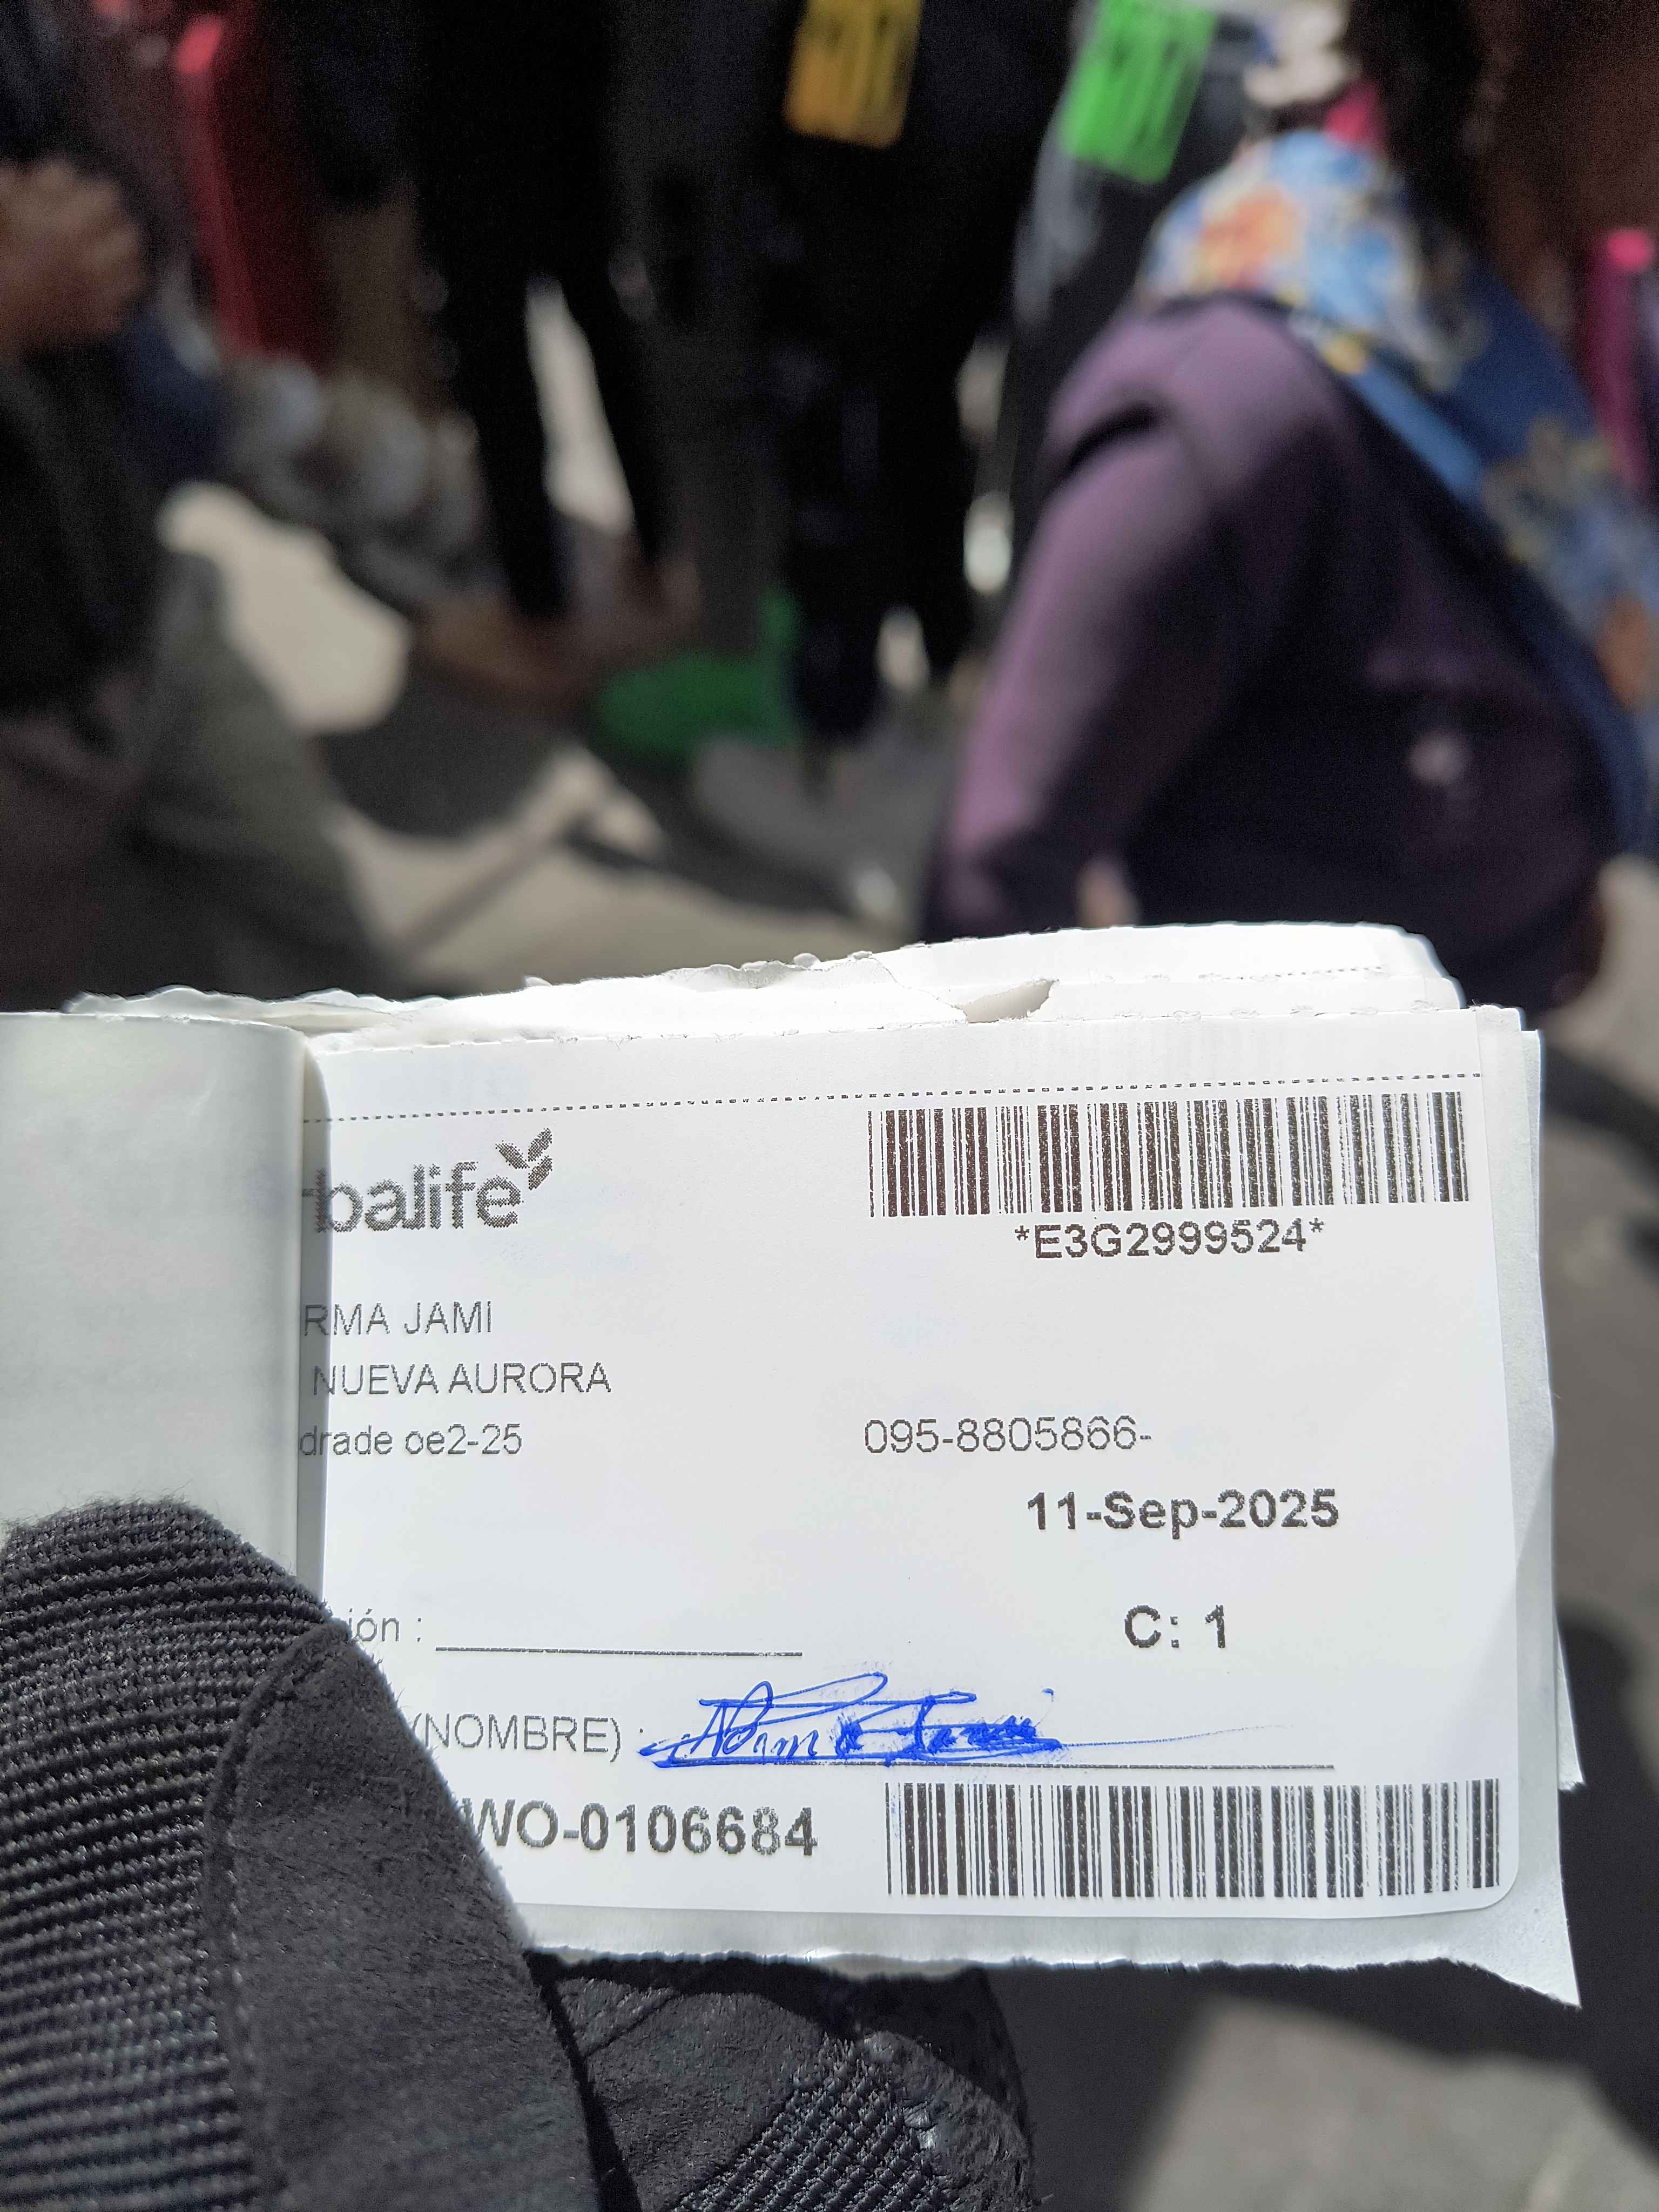 balife
*E3G2999524*
RMA JAMI
NUEVA AURORA
drade oe2-25
095-8805866-
11-Sep-2025
ión :
C: 1
(NOMBRE) :
WO-0106684